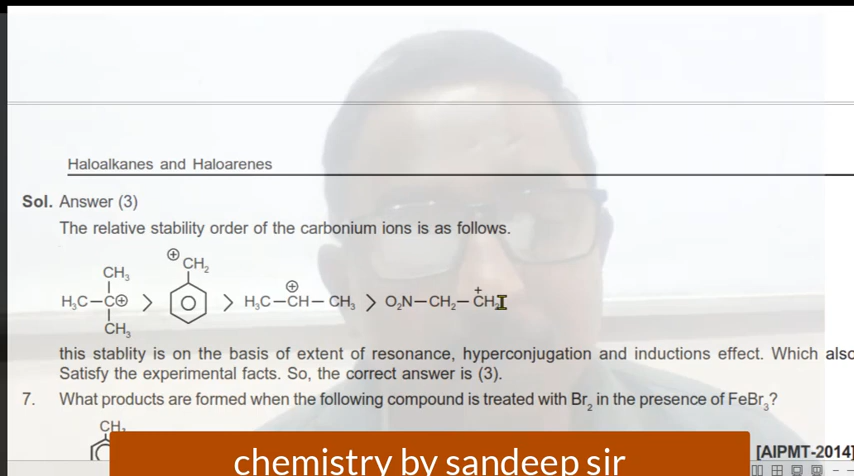 Haloalkanes and Haloarenes
Sol. Answer (3)
The relative stability order of the carbonium ions is as follows.
⊕
CH₂
CH₃
H₃C–C⊕ > > H₃C–CH–CH₃ > O₂N–CH₂–CH
⊕ +
CH₃
this stablity is on the basis of extent of resonance, hyperconjugation and inductions effect. Which also
Satisfy the experimental facts. So, the correct answer is (3).
7. What products are formed when the following compound is treated with Br₂ in the presence of FeBr₃?
CH₃
[AIPMT-2014]
chemistry by sandeep sir